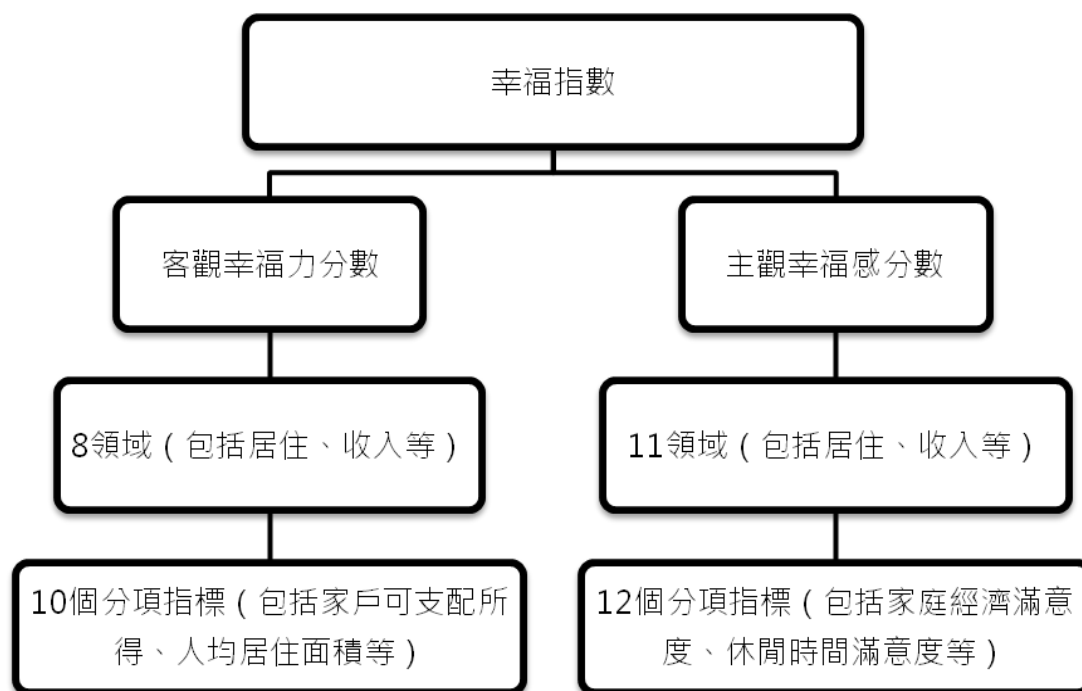 幸福指數
客觀幸福力分數
主觀幸福感分數
8領域（包括居住、收入等）
11領域（包括居住、收入等）
10個分項指標（包括家戶可支配所
得、人均居住面積等）
12個分項指標（包括家庭經濟滿意
度、休閒時間滿意度等）